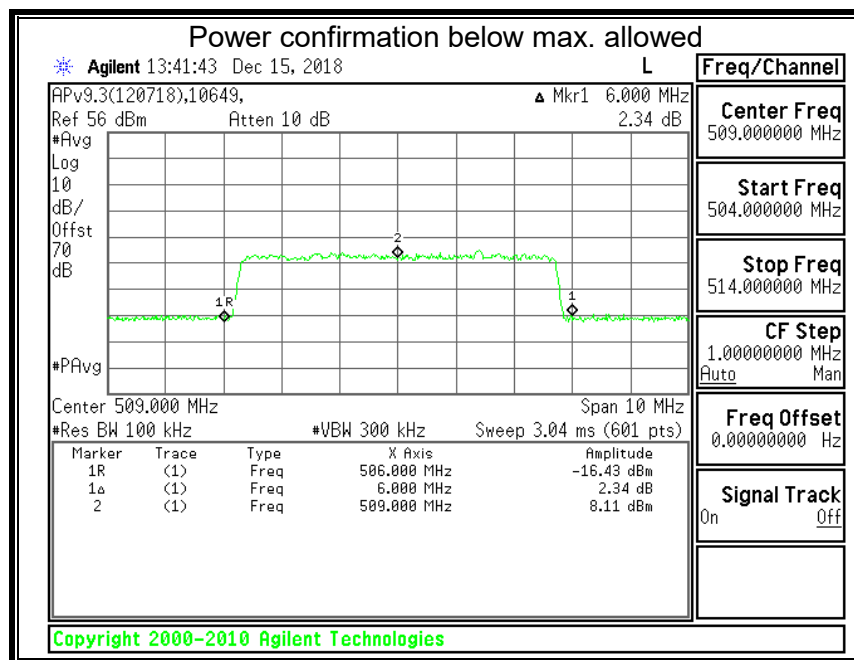 Power confirmation below max. allowed
Agilent 13:41:43 Dec 15, 2018 L
APv9.3(120718),10649, Δ Mkr1 6.000 MHz
Ref 56 dBm Atten 10 dB 2.34 dB
#Avg
Log
10
dB/
Offst
70
dB
#PAvg
2
1R
1
Center 509.000 MHz Span 10 MHz
#Res BW 100 kHz #VBW 300 kHz Sweep 3.04 ms (601 pts)
Marker Trace Type X Axis Amplitude
1R (1) Freq 506.000 MHz -16.43 dBm
1Δ (1) Freq 6.000 MHz 2.34 dB
2 (1) Freq 509.000 MHz 8.11 dBm
Freq/Channel
Center Freq
509.000000 MHz
Start Freq
504.000000 MHz
Stop Freq
514.000000 MHz
CF Step
1.00000000 MHz
Auto Man
Freq Offset
0.00000000 Hz
Signal Track
On Off
Copyright 2000-2010 Agilent Technologies